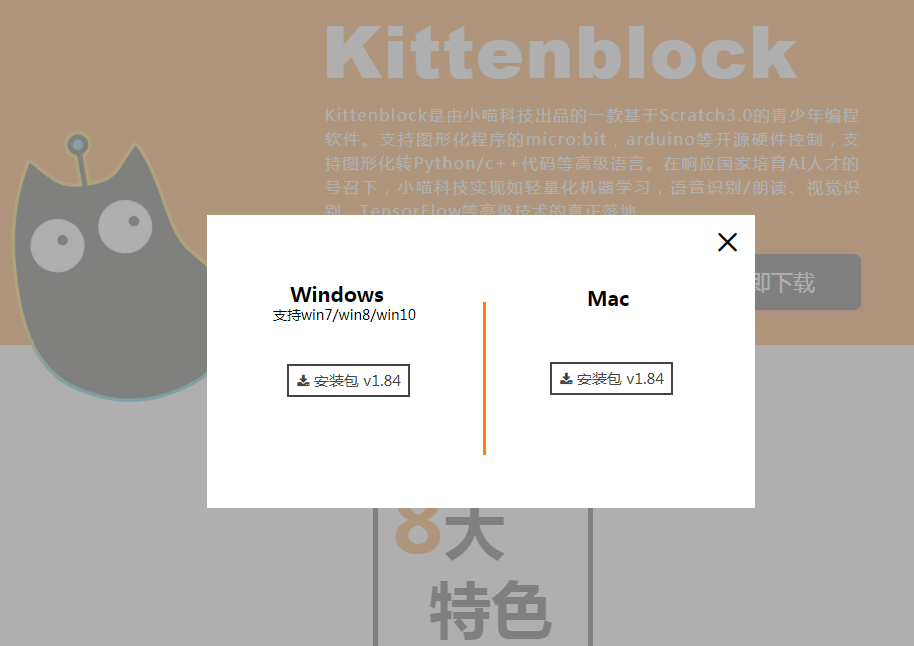 Kittenblock
Kittenblock是由小喵科技出品的一款基于Scratch3.0的青少年编程
软件。支持图形化程序的micro:bit，arduino等开源硬件控制，支
持图形化转Python/c++代码等高级语言。在响应国家培育AI人才的
号召下，小喵科技实现如轻量化机器学习，语音识别/朗读、视觉识
别、TensorFlow等高级技术的真正落地
即下载
Windows
支持win7/win8/win10
安装包 v1.84
Mac
安装包 v1.84
8大
特色